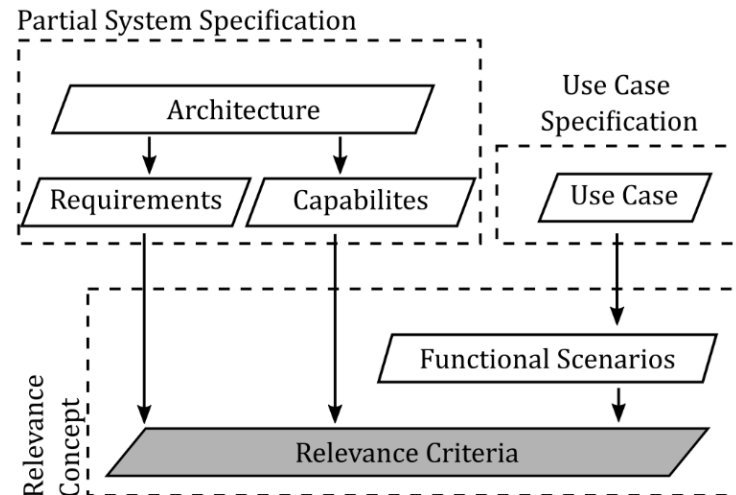 Partial System Specification
Architecture
Requirements
Capabilites
Use Case
Specification
Use Case
Functional Scenarios
Relevance Criteria
Relevance
Concept